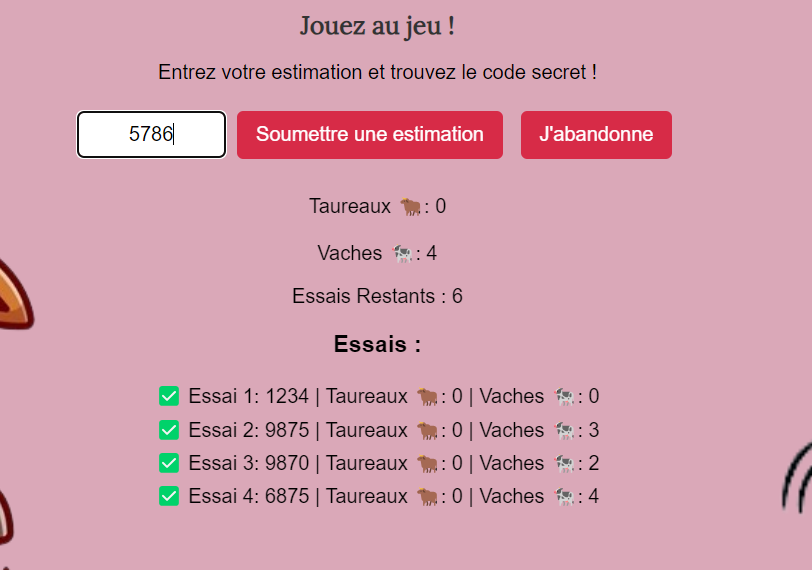 Jouez au jeu !
Entrez votre estimation et trouvez le code secret !
5786 Soumettre une estimation J'abandonne
Taureaux 🐂: 0
Vaches 🐄: 4
Essais Restants : 6
Essais :
✅ Essai 1: 1234 | Taureaux 🐂: 0 | Vaches 🐄: 0
✅ Essai 2: 9875 | Taureaux 🐂: 0 | Vaches 🐄: 3
✅ Essai 3: 9870 | Taureaux 🐂: 0 | Vaches 🐄: 2
✅ Essai 4: 6875 | Taureaux 🐂: 0 | Vaches 🐄: 4